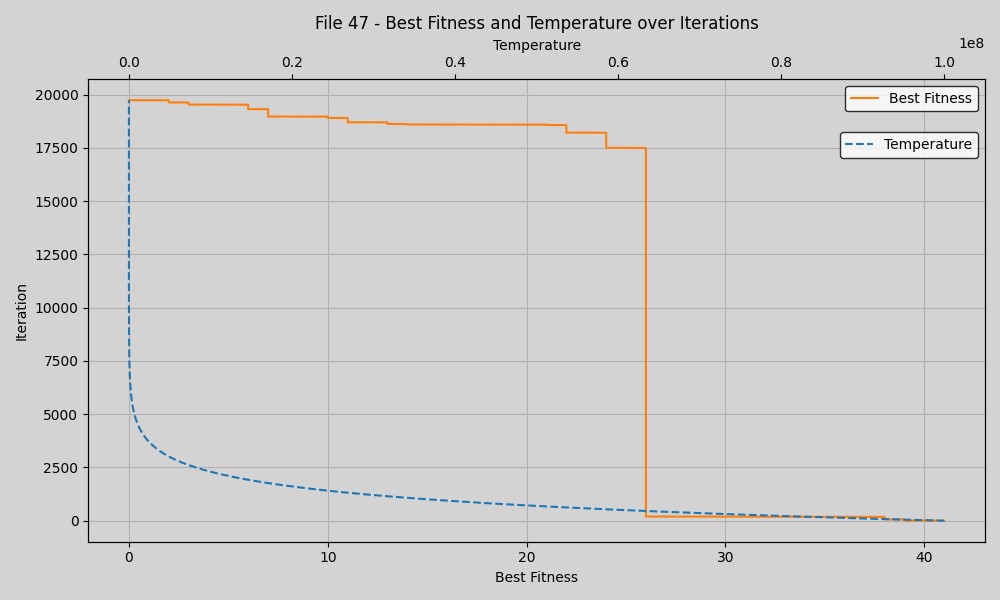 File 47 - Best Fitness and Temperature over Iterations
Temperature
1e8
0.0 0.2 0.4 0.6 0.8 1.0
Best Fitness
Temperature
20000
17500
15000
12500
10000
7500
5000
2500
0
Iteration
0 10 20 30 40
Best Fitness